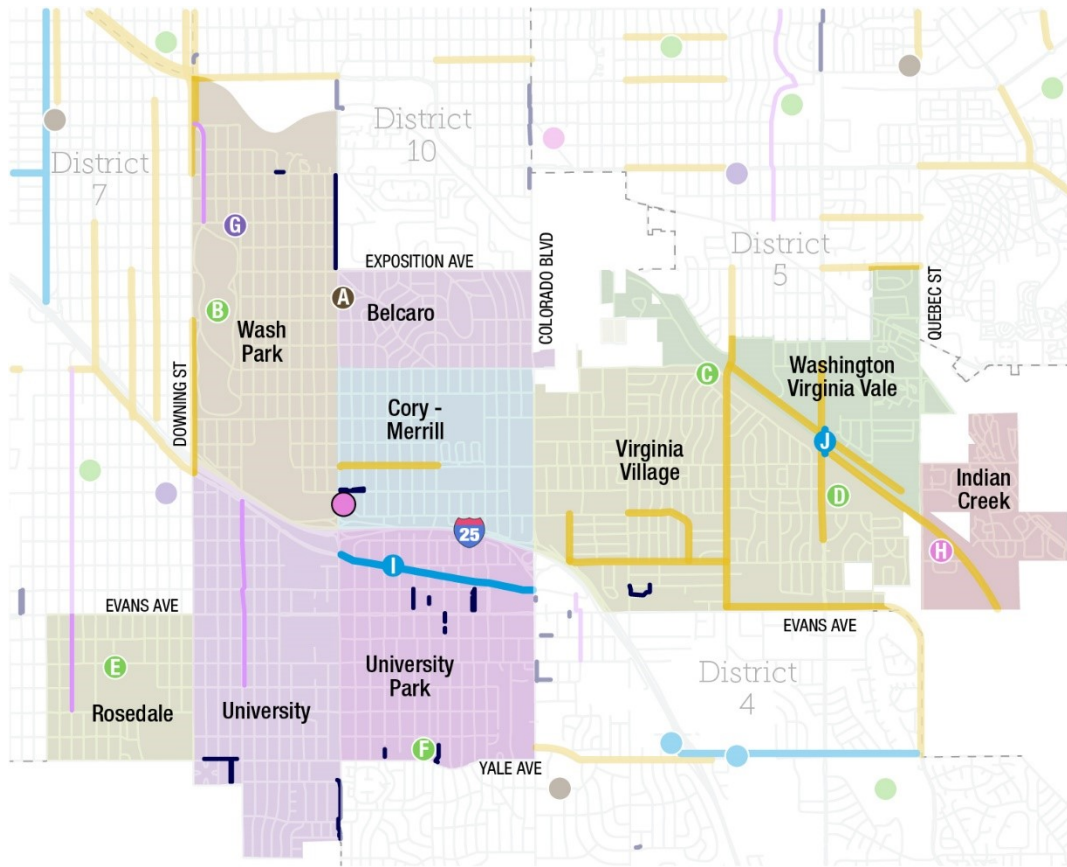 District
10
District
7
G
EXPOSITION AVE
COLORADO BLVD
District
5
QUEBEC ST
A
B
Belcaro
Wash
Park
DOWNING ST
C
Washington
Virginia Vale
Cory -
Merrill
J
Virginia
Village
Indian
Creek
D
25
H
I
EVANS AVE
EVANS AVE
E
University
Park
District
4
Rosedale
University
F
YALE AVE